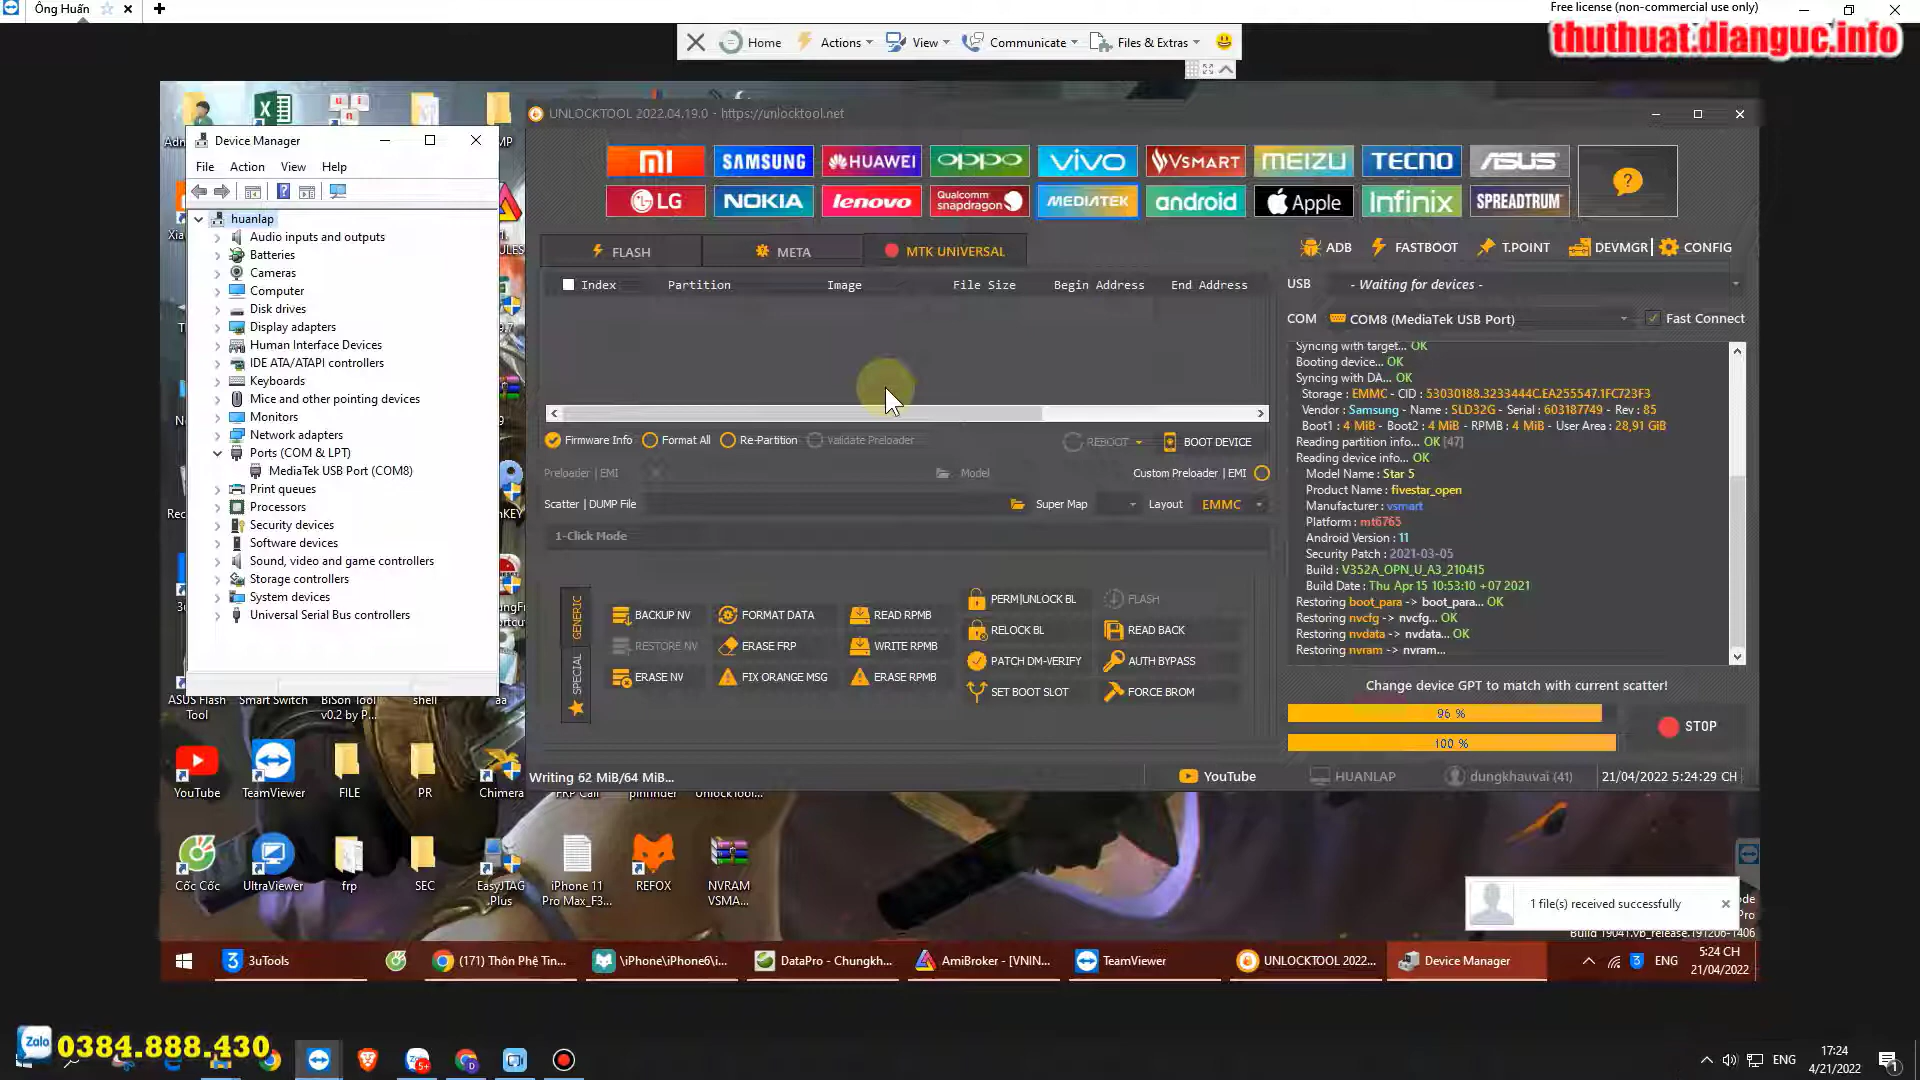 Ông Huấn
Free license (non-commercial use only)
thuthuat.dianguc.info
Home
Actions
View
Communicate
Files & Extras
UNLOCKTOOL 2022.04.19.0 - https://unlocktool.net
Device Manager
File
Action
View
Help
huanlap
Audio inputs and outputs
Batteries
Cameras
Computer
Disk drives
Display adapters
Human Interface Devices
IDE ATA/ATAPI controllers
Keyboards
Mice and other pointing devices
Monitors
Network adapters
Ports (COM & LPT)
MediaTek USB Port (COM8)
Print queues
Processors
Security devices
Software devices
Sound, video and game controllers
Storage controllers
System devices
Universal Serial Bus controllers
SAMSUNG
HUAWEI
oppo
vivo
VSMART
MEIZU
TECNO
ASUS
LG
NOKIA
lenovo
Qualcomm snapdragon
MEDIATEK
android
Apple
Infinix
SPREADTRUM
FLASH
META
MTK UNIVERSAL
ADB
FASTBOOT
T.POINT
DEVMGR
CONFIG
Index
Partition
Image
File Size
Begin Address
End Address
USB
- Waiting for devices -
COM
COM8 (MediaTek USB Port)
Fast Connect
Firmware Info
Format All
Re-Partition
Validate Preloader
REBOOT
BOOT DEVICE
Preloader | EMI
Model
Custom Preloader | EMI
Scatter | DUMP File
Super Map
Layout
EMMC
1-Click Mode
GENERIC
SPECIAL
BACKUP NV
FORMAT DATA
READ RPMB
PERM|UNLOCK BL
FLASH
RESTORE NV
ERASE FRP
WRITE RPMB
RELOCK BL
READ BACK
ERASE NV
FIX ORANGE MSG
ERASE RPMB
PATCH DM-VERIFY
AUTH BYPASS
SET BOOT SLOT
FORCE BROM
Syncing with target... OK
Booting device... OK
Syncing with DA... OK
Storage : EMMC - CID : 53030188.3233444C.EA255547.1FC723F3
Vendor : Samsung - Name : SLD32G - Serial : 603187749 - Rev : 85
Boot1 : 4 MiB - Boot2 : 4 MiB - RPMB : 4 MiB - User Area : 28,91 GiB
Reading partition info... OK [47]
Reading device info... OK
Model Name : Star 5
Product Name : fivestar_open
Manufacturer : vsmart
Platform : mt6765
Android Version : 11
Security Patch : 2021-03-05
Build : V352A_OPN_U_A3_210415
Build Date : Thu Apr 15 10:53:10 +07 2021
Restoring boot_para -> boot_para... OK
Restoring nvcfg -> nvcfg... OK
Restoring nvdata -> nvdata... OK
Restoring nvram -> nvram...
Change device GPT to match with current scatter!
96 %
100 %
STOP
Writing 62 MiB/64 MiB...
YouTube
HUANLAP
dungkhauvai (41)
21/04/2022 5:24:29 CH
ASUS Flash Tool
Smart Switch
BiSon Tool v0.2 by P...
shell
YouTube
TeamViewer
FILE
PR
Chimera
Cốc Cốc
UltraViewer
frp
SEC
EasyJTAG Plus
iPhone 11 Pro Max_F3...
REFOX
NVRAM VSMA...
1 file(s) received successfully
Build 19041.vb_release.191206-1406
3uTools
(171) Thôn Phệ Tin...
\iPhone\iPhone6\i...
DataPro - Chungkh...
AmiBroker - [VNIN...
TeamViewer
UNLOCKTOOL 2022...
Device Manager
ENG
5:24 CH
21/04/2022
Zalo
0384.888.430
ENG
17:24
4/21/2022